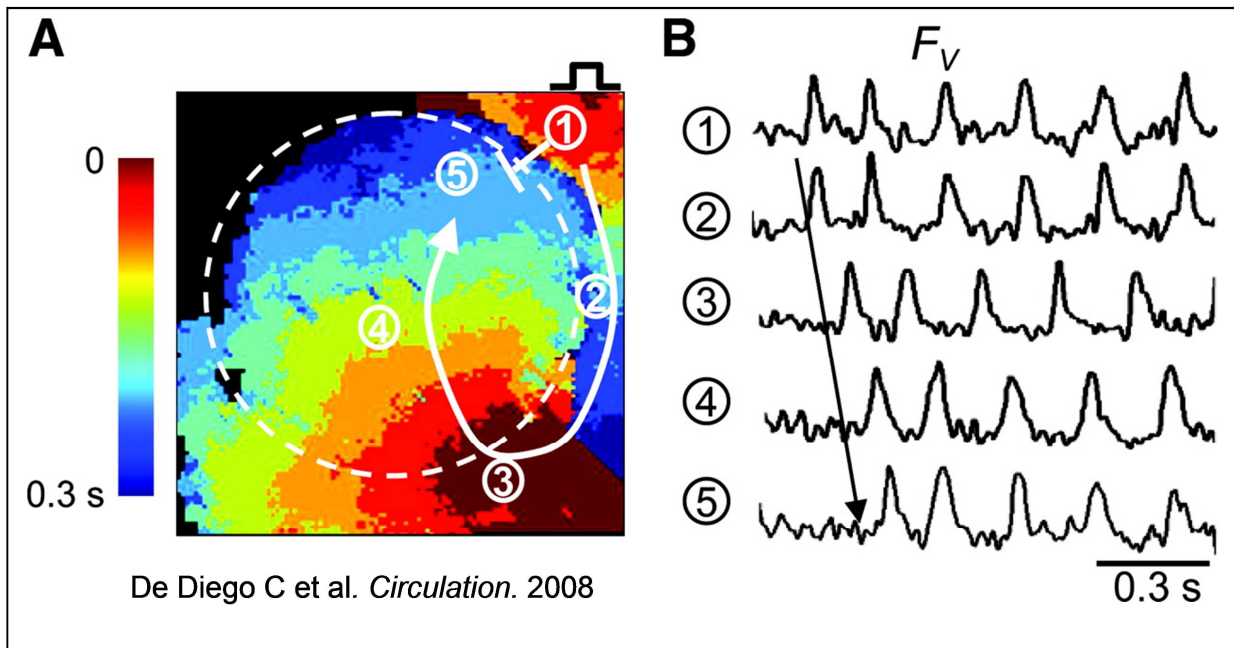 A
0
0.3 s
①
⑤
②
④
③
De Diego C et al. Circulation. 2008
B
F_V
①
②
③
④
⑤
0.3 s